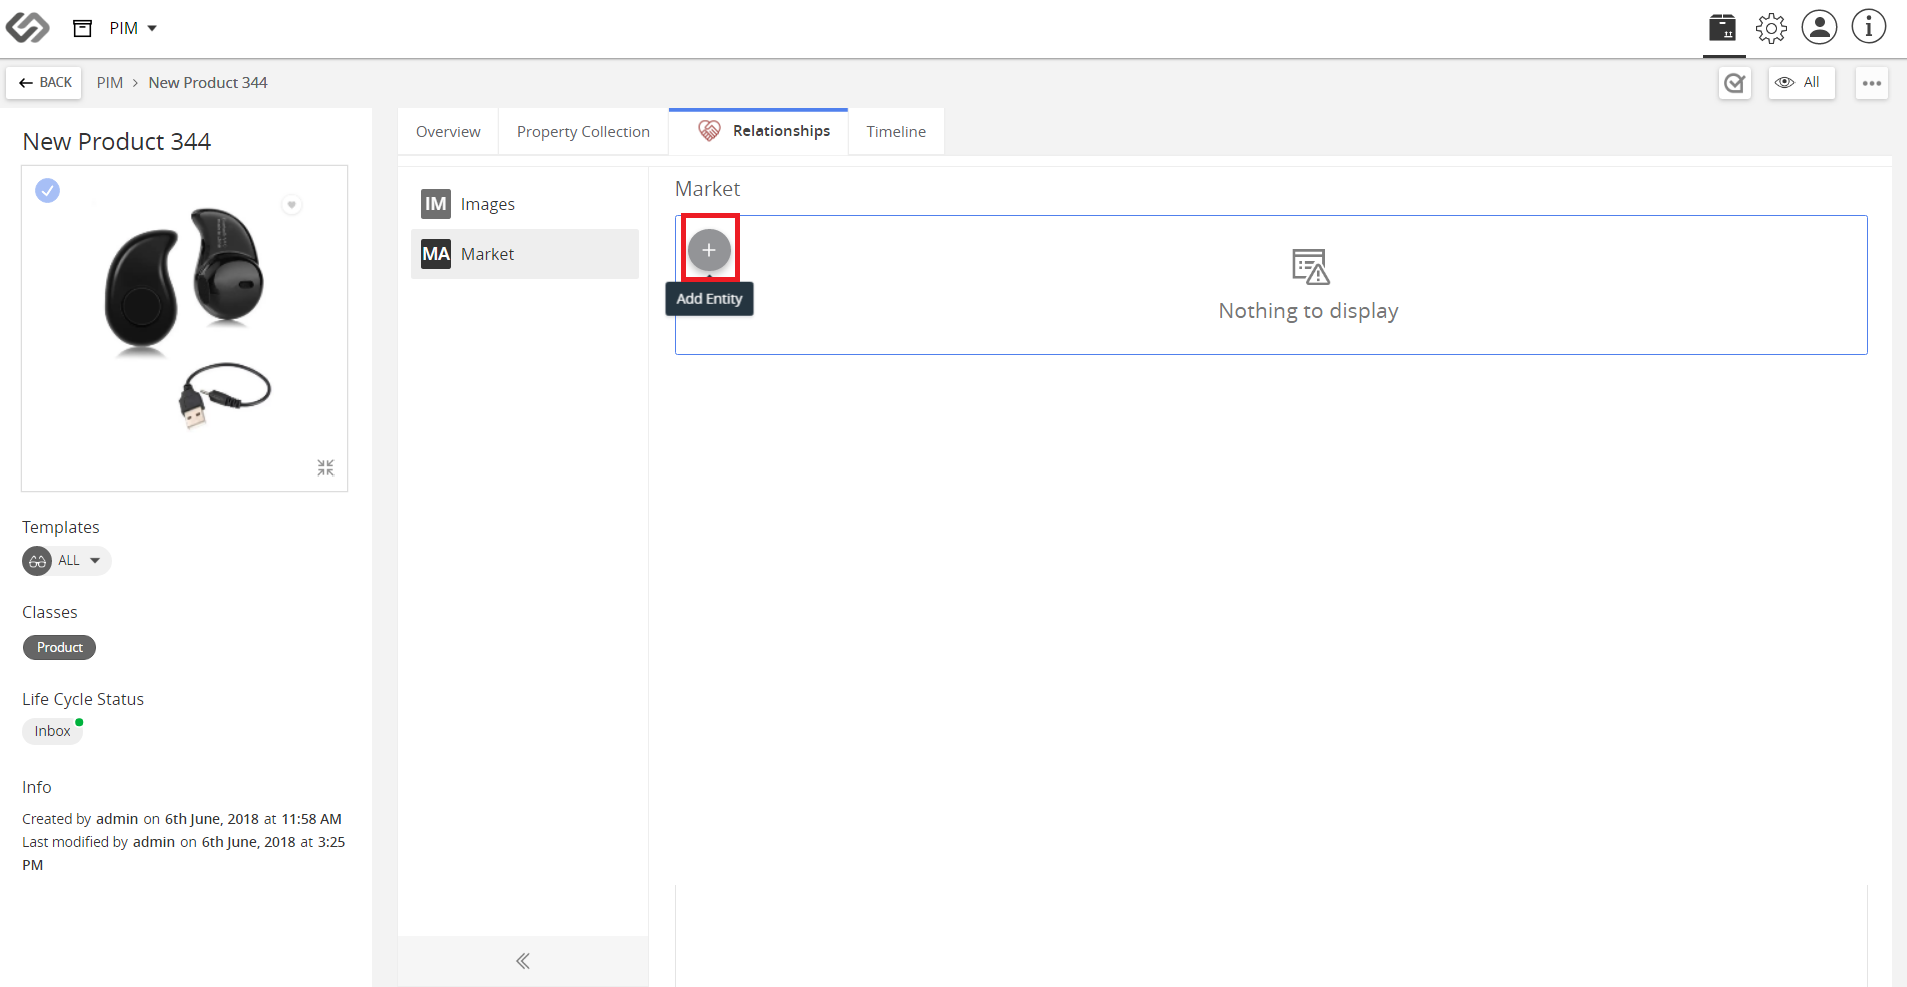 PIM
BACK
PIM > New Product 344
All
New Product 344
Templates
ALL
Classes
Product
Life Cycle Status
Inbox
Info
Created by admin on 6th June, 2018 at 11:58 AM
Last modified by admin on 6th June, 2018 at 3:25
PM
Overview
Property Collection
Relationships
Timeline
IM Images
MA Market
Market
Add Entity
Nothing to display